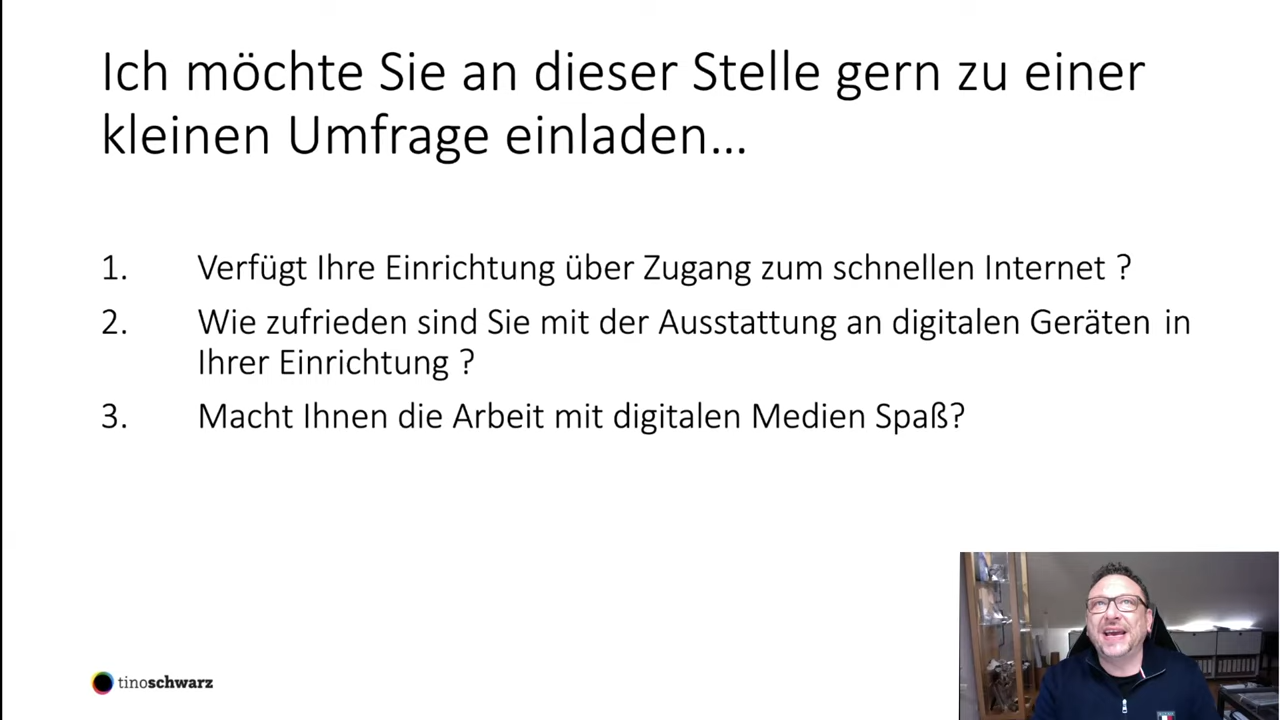 Ich möchte Sie an dieser Stelle gern zu einer
kleinen Umfrage einladen…
1. Verfügt Ihre Einrichtung über Zugang zum schnellen Internet ?
2. Wie zufrieden sind Sie mit der Ausstattung an digitalen Geräten in
Ihrer Einrichtung ?
3. Macht Ihnen die Arbeit mit digitalen Medien Spaß?
tinoschwarz